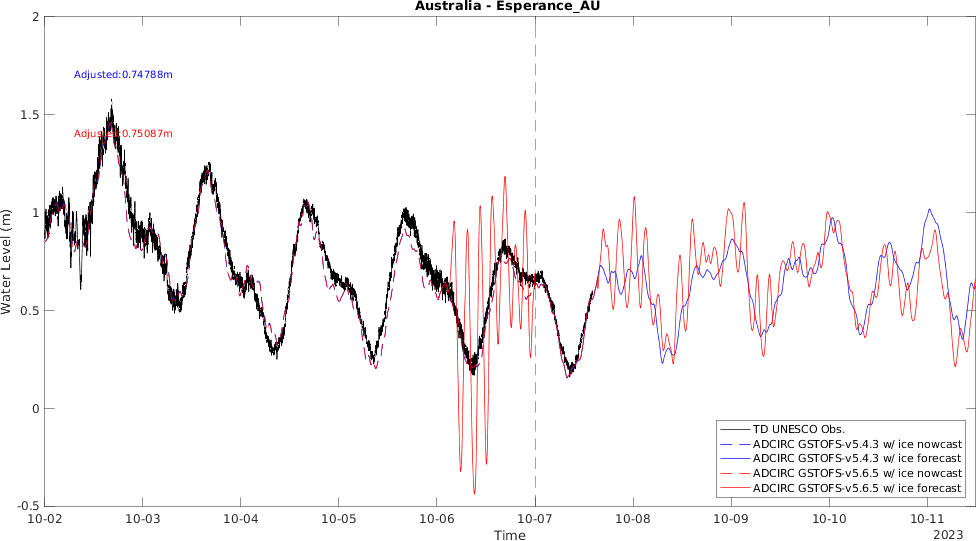 Australia - Esperance_AU
2
Adjusted:0.74788m
1.5
Adjusted:0.75087m
1
Water Level (m)
0.5
0
TD UNESCO Obs.
ADCIRC GSTOFS-v5.4.3 w/ ice nowcast
ADCIRC GSTOFS-v5.4.3 w/ ice forecast
ADCIRC GSTOFS-v5.6.5 w/ ice nowcast
ADCIRC GSTOFS-v5.6.5 w/ ice forecast
-0.5
10-02 10-03 10-04 10-05 10-06 10-07 10-08 10-09 10-10 10-11
Time
2023